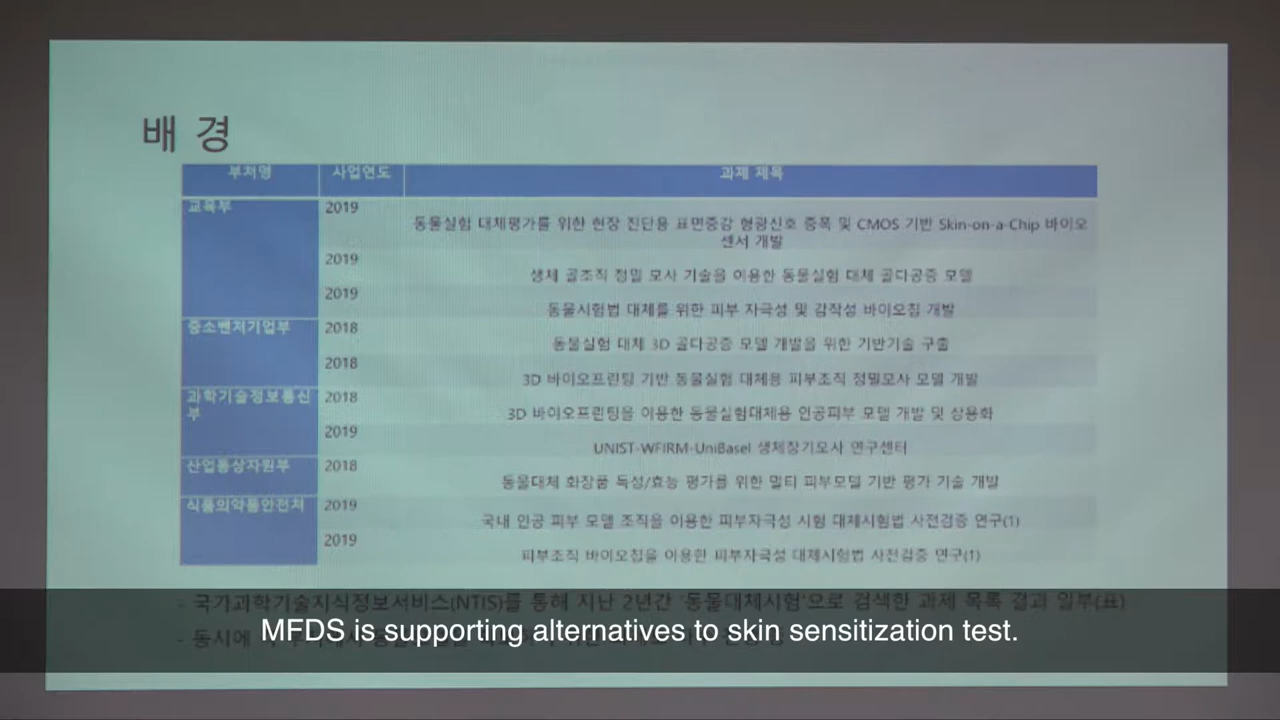 배 경
부처명 사업연도 과제 제목
교육부 2019
동물실험 대체평가를 위한 현장 진단용 표면증강 형광신호 증폭 및 CMOS 기반 Skin-on-a-Chip 바이오
센서 개발
2019
생체 골조직 정밀 모사 기술을 이용한 동물실험 대체 골다공증 모델
2019
동물시험법 대체를 위한 피부 자극성 및 감작성 바이오칩 개발
중소벤처기업부 2018
동물실험 대체 3D 골다공증 모델 개발을 위한 기반기술 구축
2018
3D 바이오프린팅 기반 동물실험 대체용 피부조직 정밀모사 모델 개발
과학기술정보통신
부
2018
3D 바이오프린팅을 이용한 동물실험대체용 인공피부 모델 개발 및 상용화
2019
UNIST-WFIRM-UniBasel 생체장기모사 연구센터
산업통상자원부 2018
동물대체 화장품 독성/효능 평가를 위한 멀티 피부모델 기반 평가 기술 개발
식품의약품안전처 2019
국내 인공 피부 모델 조직을 이용한 피부자극성 시험 대체시험법 사전검증 연구(1)
2019
피부조직 바이오칩을 이용한 피부자극성 대체시험법 사전검증 연구(1)
- 국가과학기술지식정보서비스(NTIS)를 통해 지난 2년간 '동물대체시험'으로 검색한 과제 목록 결과 일부(표)
- 동시에
MFDS is supporting alternatives to skin sensitization test.